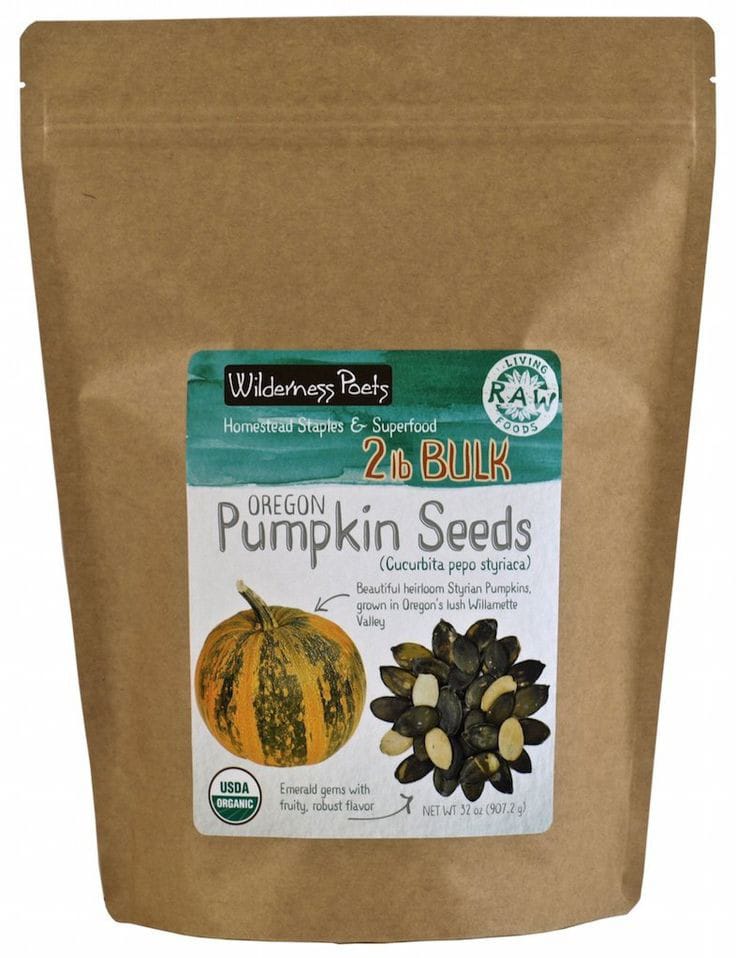 Wilderness Poets
LIVING
RAW
FOODS
Homestead Staples & Superfood
2 lb BULK
OREGON
Pumpkin Seeds
(Cucurbita pepo styriaca)
Beautiful heirloom Styrian Pumpkins,
grown in Oregon's lush Willamette
Valley
USDA
ORGANIC
Emerald gems with
fruity, robust flavor
NET WT 32 oz (907.2 g)